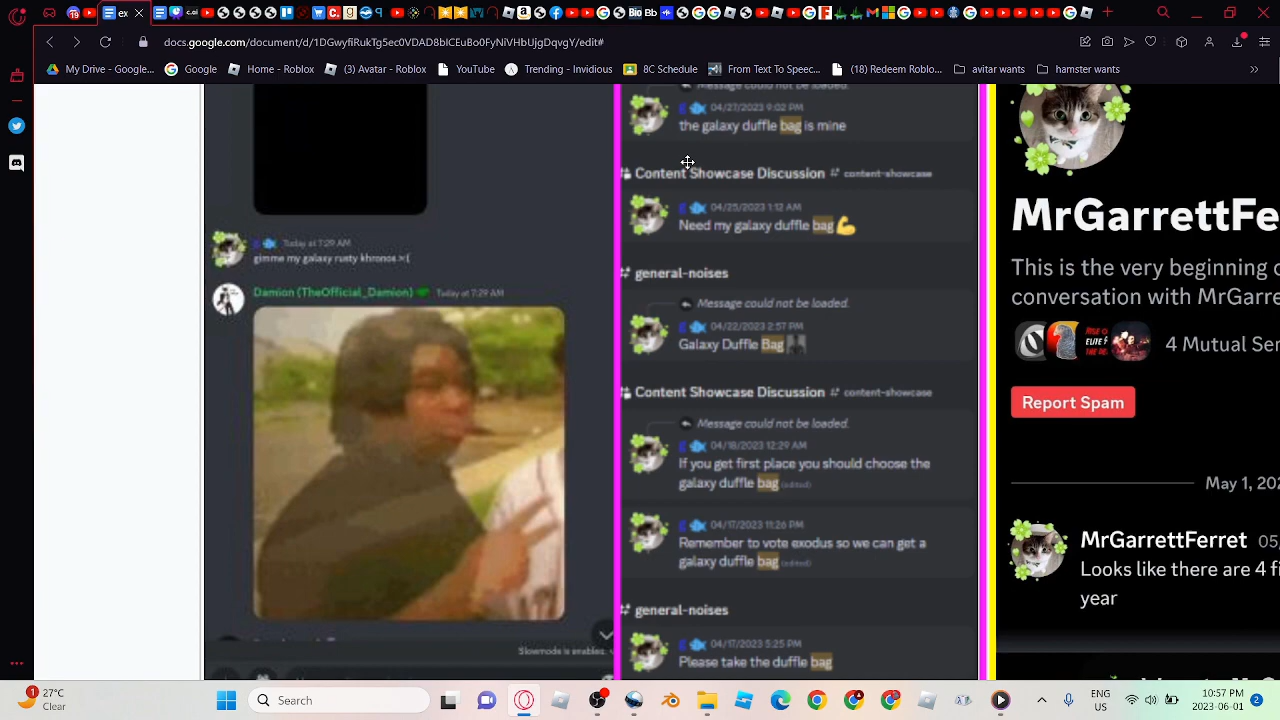 docs.google.com/document/d/1DGwyfiRukTg5ec0VDAD8bICEuBo0FyNiVHbUjgDqvgY/edit#
My Drive - Google...
Google
Home - Roblox
(3) Avatar - Roblox
YouTube
Trending - Invidious
8C Schedule
From Text To Speec...
(18) Redeem Roblo...
avitar wants
hamster wants
Today at 7:29 AM
gimme my galaxy rusty khronos >:(
Damion (TheOfficial_Damion)
Today at 7:29 AM
Slowmode is enabled.
Message could not be loaded.
04/27/2023 9:02 PM
the galaxy duffle bag is mine
Content Showcase Discussion # content-showcase
04/25/2023 1:12 AM
Need my galaxy duffle bag 💪
# general-noises
Message could not be loaded.
04/22/2023 2:57 PM
Galaxy Duffle Bag
Content Showcase Discussion # content-showcase
Message could not be loaded.
04/18/2023 12:29 AM
If you get first place you should choose the
galaxy duffle bag (edited)
04/17/2023 11:26 PM
Remember to vote exodus so we can get a
galaxy duffle bag (edited)
# general-noises
04/17/2023 5:25 PM
Please take the duffle bag
MrGarrettFe
This is the very beginning
conversation with MrGarre
4 Mutual Ser
Report Spam
May 1, 202
MrGarrettFerret 05,
Looks like there are 4 fi
year
1
27°C
Clear
Search
ENG
US
10:57 PM
2023-06-01
2